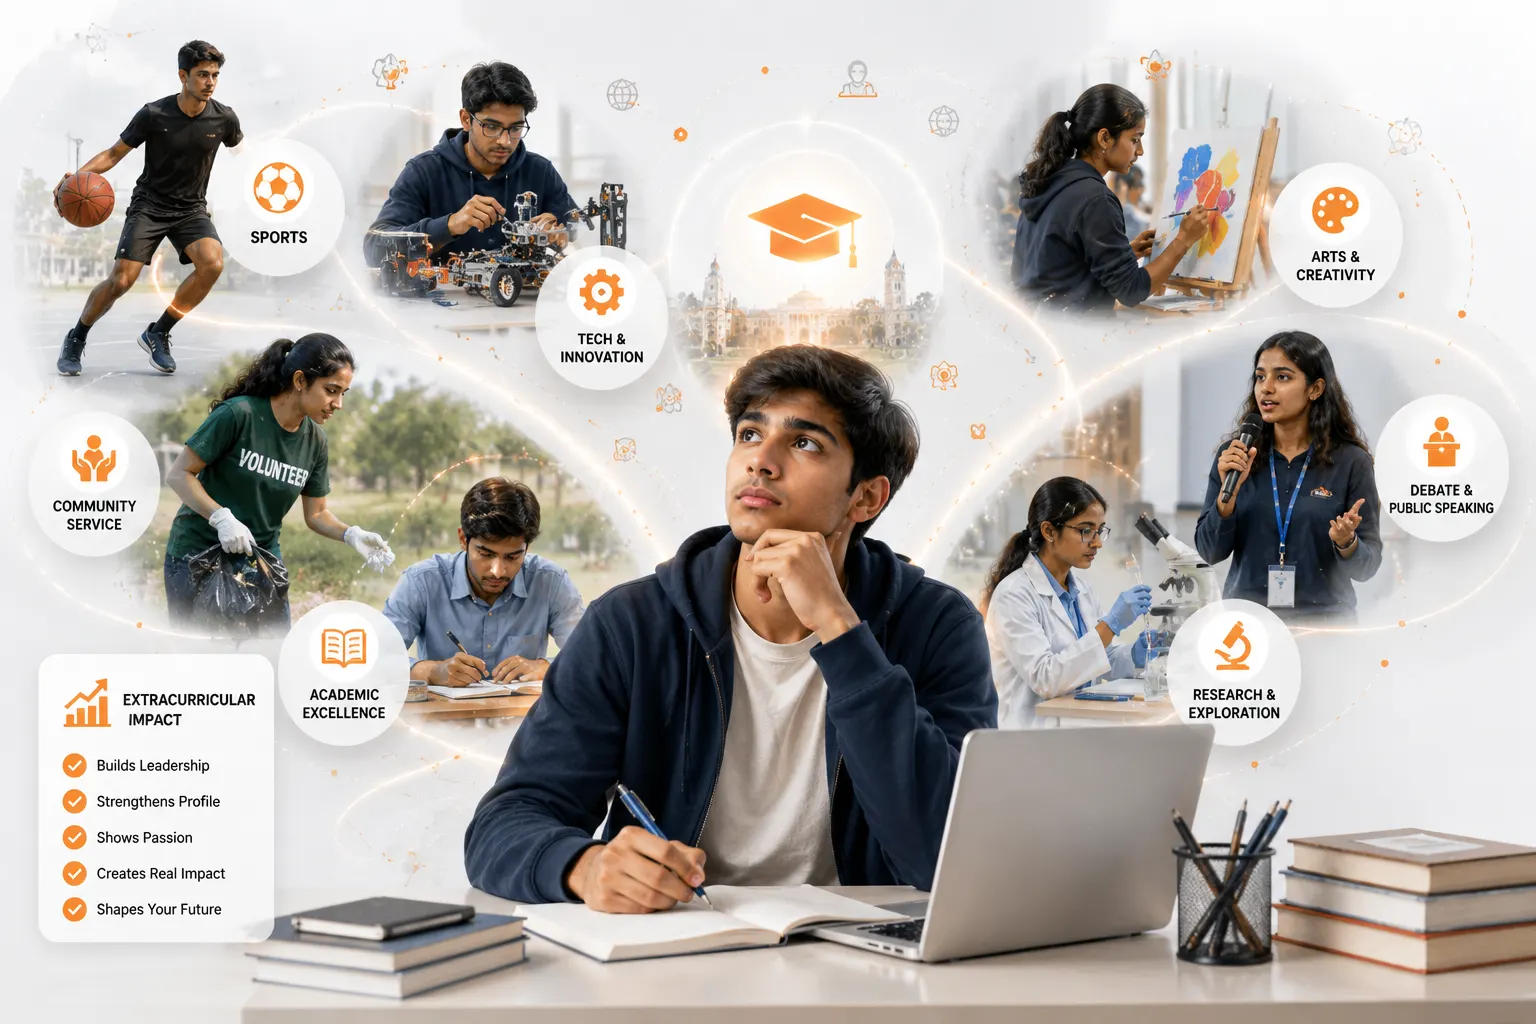 SPORTS
TECH &
INNOVATION
ARTS &
CREATIVITY
COMMUNITY
SERVICE
VOLUNTEER
DEBATE &
PUBLIC SPEAKING
ACADEMIC
EXCELLENCE
RESEARCH &
EXPLORATION
EXTRACURRICULAR
IMPACT
Builds Leadership
Strengthens Profile
Shows Passion
Creates Real Impact
Shapes Your Future